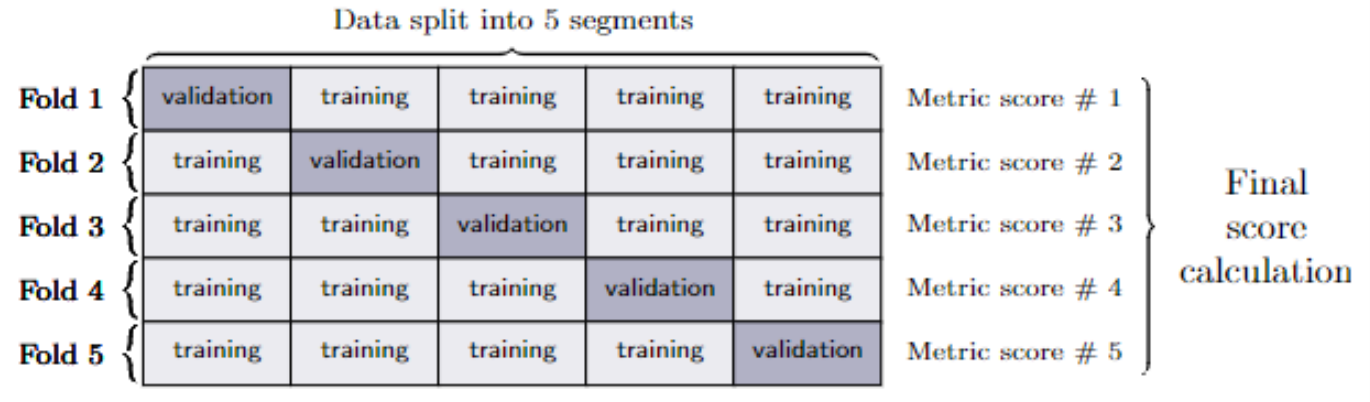 Data split into 5 segments
Fold 1 validation training training training training Metric score # 1
Fold 2 training validation training training training Metric score # 2
Fold 3 training training validation training training Metric score # 3
Fold 4 training training training validation training Metric score # 4
Fold 5 training training training training validation Metric score # 5
Final
score
calculation